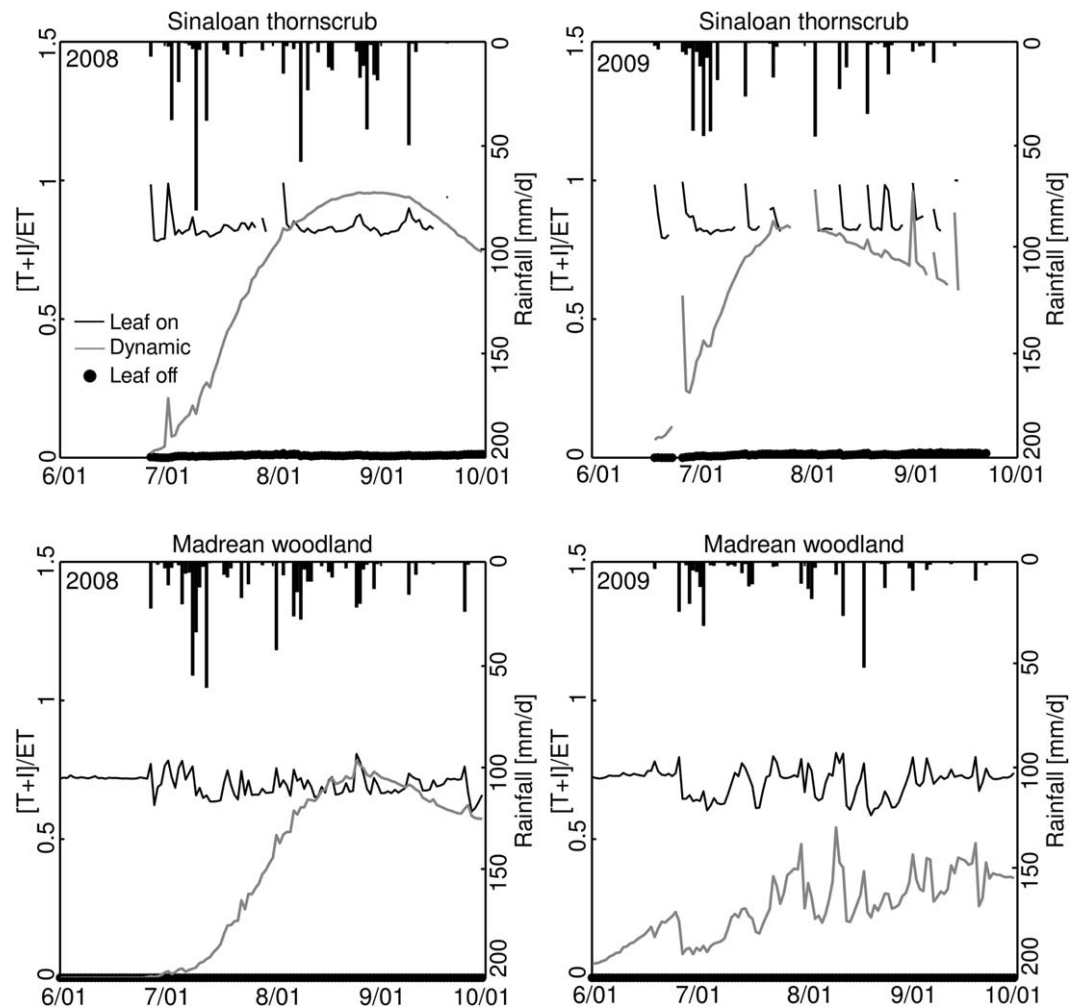 Sinaloan thornscrub
2008
1.5
1
0.5
0
[T+I]/ET
0
50
100
150
200
Rainfall [mm/d]
Leaf on
Dynamic
Leaf off
6/01 7/01 8/01 9/01 10/01
Sinaloan thornscrub
2009
1.5
1
0.5
0
[T+I]/ET
0
50
100
150
200
Rainfall [mm/d]
6/01 7/01 8/01 9/01 10/01
Madrean woodland
2008
1.5
1
0.5
0
[T+I]/ET
0
50
100
150
200
Rainfall [mm/d]
6/01 7/01 8/01 9/01 10/01
Madrean woodland
2009
1.5
1
0.5
0
[T+I]/ET
0
50
100
150
200
Rainfall [mm/d]
6/01 7/01 8/01 9/01 10/01